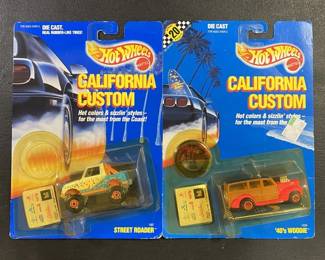 DIE CAST.
REAL RUBBER-LIKE TIRES!
Hot Wheels
CALIFORNIA
CUSTOM
Hot colors & sizzlin' styles–
for the most from the Coast!
STREET ROADER
20
DIE CAST
Hot Wheels
CALIFORNIA
CUSTOM
Hot colors & sizzlin' styles–
for the most from the
'40's WOODIE